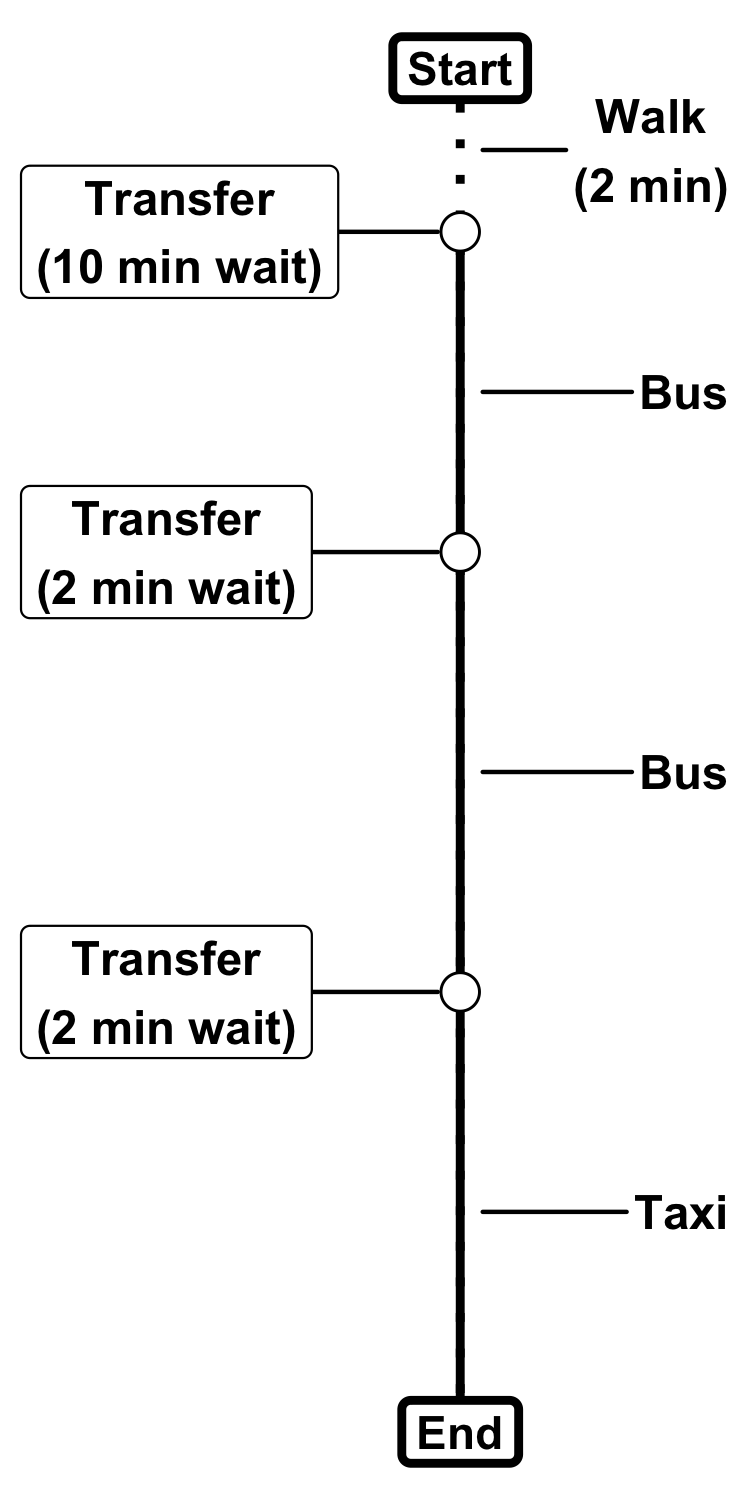 Start
Walk
(2 min)
Transfer
(10 min wait)
Bus
Transfer
(2 min wait)
Bus
Transfer
(2 min wait)
Taxi
End